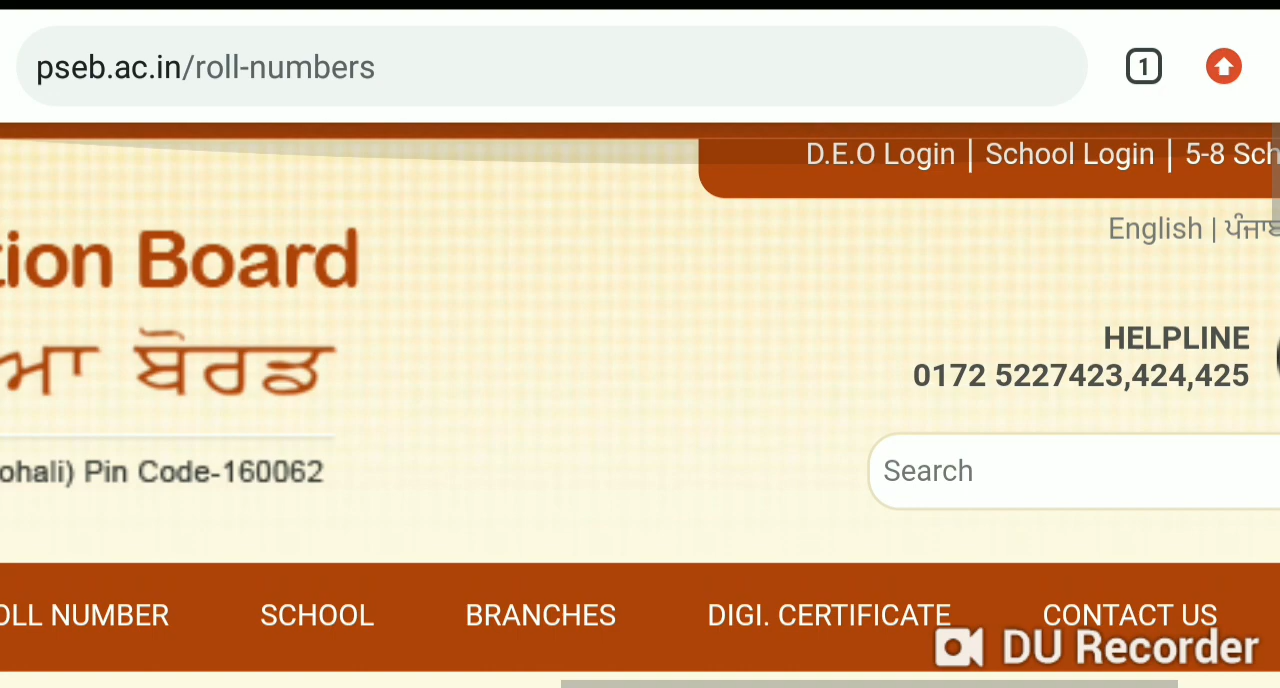 pseb.ac.in/roll-numbers
1
D.E.O Login | School Login | 5-8 Sch
English | ਪੰਜਾਬ
tion Board
ਆ ਬੋਰਡ
HELPLINE
0172 5227423,424,425
ohali) Pin Code-160062
Search
OLL NUMBER SCHOOL BRANCHES DIGI. CERTIFICATE CONTACT US
DU Recorder